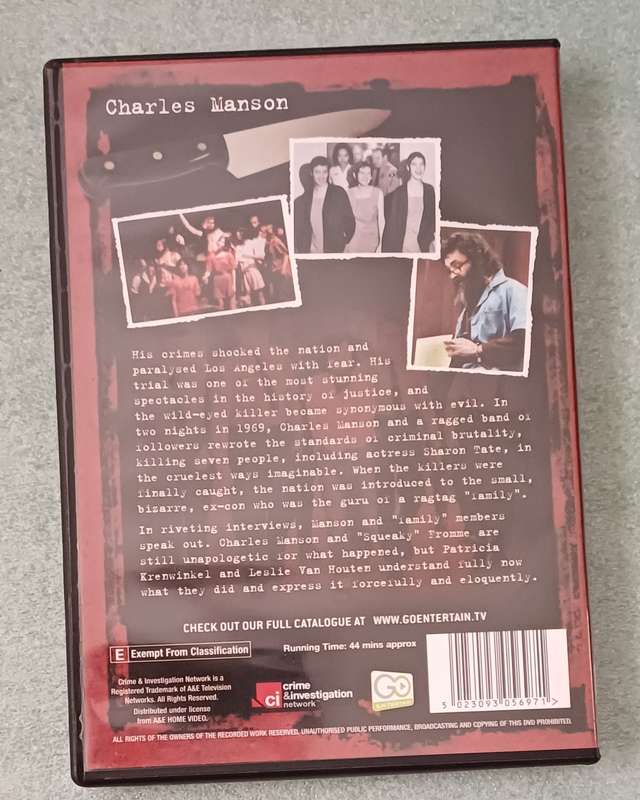 Charles Manson
His crimes shocked the nation and
paralysed Los Angeles with fear. His
trial was one of the most stunning
spectacles in the history of justice, and
the wild-eyed killer became synonymous with evil. In
two nights in 1969, Charles Manson and a ragged band of
followers rewrote the standards of criminal brutality,
killing seven people, including actress Sharon Tate, in
the cruelest ways imaginable. When the killers were
finally caught, the nation was introduced to the small,
bizarre, ex-con who was the guru of a ragtag "family".
In riveting interviews, Manson and "family" members
speak out. Charles Manson and "Squeaky" Fromme are
still unapologetic for what happened, but Patricia
Krenwinkel and Leslie Van Houten understand fully now
what they did and express it forcefully and eloquently.
CHECK OUT OUR FULL CATALOGUE AT WWW.GOENTERTAIN.TV
E Exempt From Classification
Running Time: 44 mins approx
Crime & Investigation Network is a
Registered Trademark of A&E Television
Networks. All Rights Reserved.
Distributed under license
from A&E HOME VIDEO.
ci crime
&investigation
network
GO
ENTERTAIN
5 023093 056971 >
ALL RIGHTS OF THE OWNERS OF THE RECORDED WORK RESERVED. UNAUTHORISED PUBLIC PERFORMANCE, BROADCASTING AND COPYING OF THIS DVD PROHIBITED.